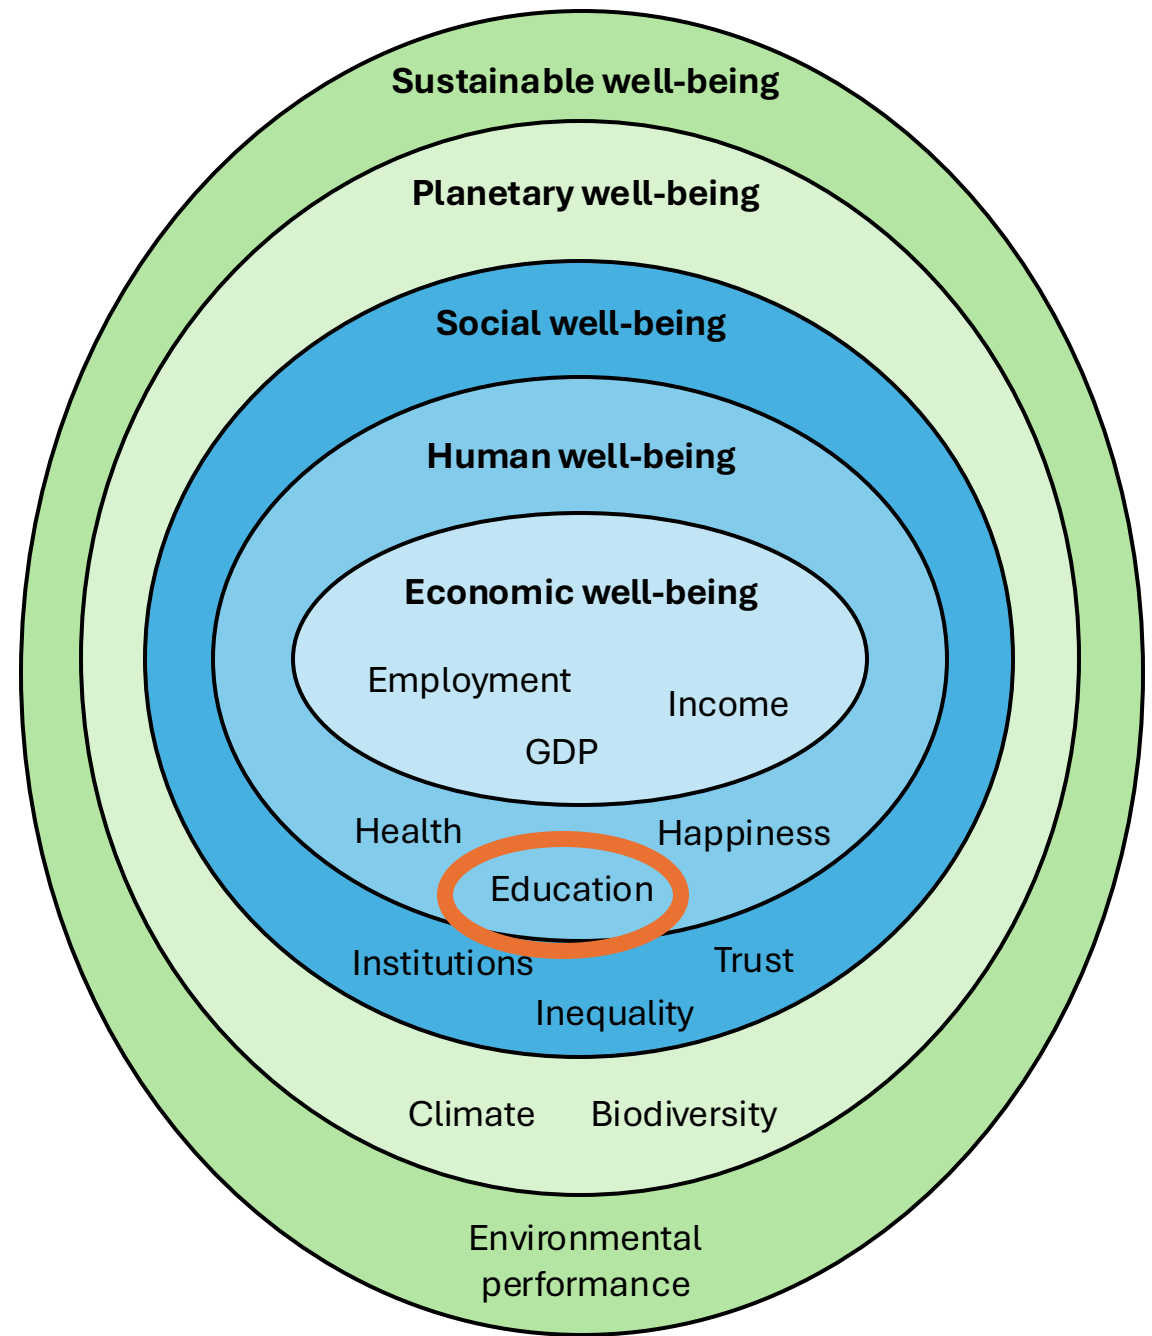 Sustainable well-being
Planetary well-being
Social well-being
Human well-being
Economic well-being
Employment
Income
GDP
Health
Happiness
Education
Institutions
Trust
Inequality
Climate
Biodiversity
Environmental
performance